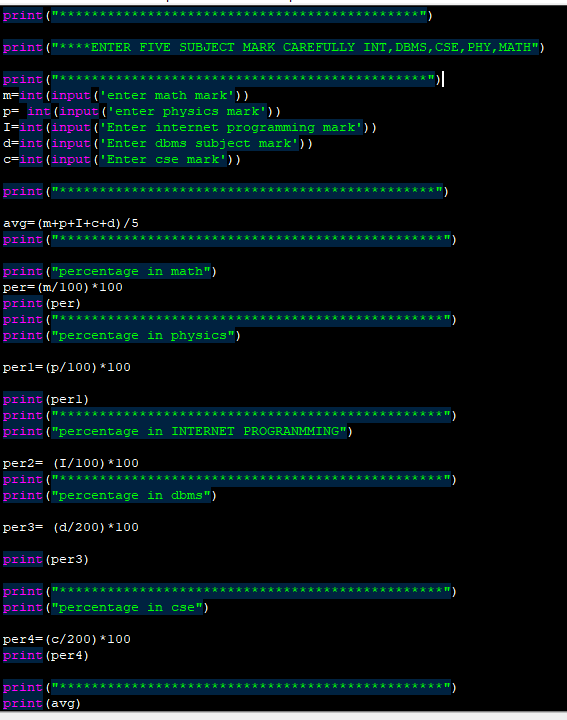 print("*********************************************")
print("****ENTER FIVE SUBJECT MARK CAREFULLY INT,DBMS,CSE,PHY,MATH")
print("**********************************************")
m=int(input('enter math mark'))
p= int(input('enter physics mark'))
I=int(input('Enter internet programming mark'))
d=int(input('Enter dbms subject mark'))
c=int(input('Enter cse mark'))
print("***********************************************")
avg=(m+p+I+c+d)/5
print("************************************************")
print("percentage in math")
per=(m/100)*100
print(per)
print("************************************************")
print("percentage in physics")
per1=(p/100)*100
print(per1)
print("************************************************")
print("percentage in INTERNET PROGRANMMING")
per2= (I/100)*100
print("************************************************")
print("percentage in dbms")
per3= (d/200)*100
print(per3)
print("************************************************")
print("percentage in cse")
per4=(c/200)*100
print(per4)
print("************************************************")
print(avg)